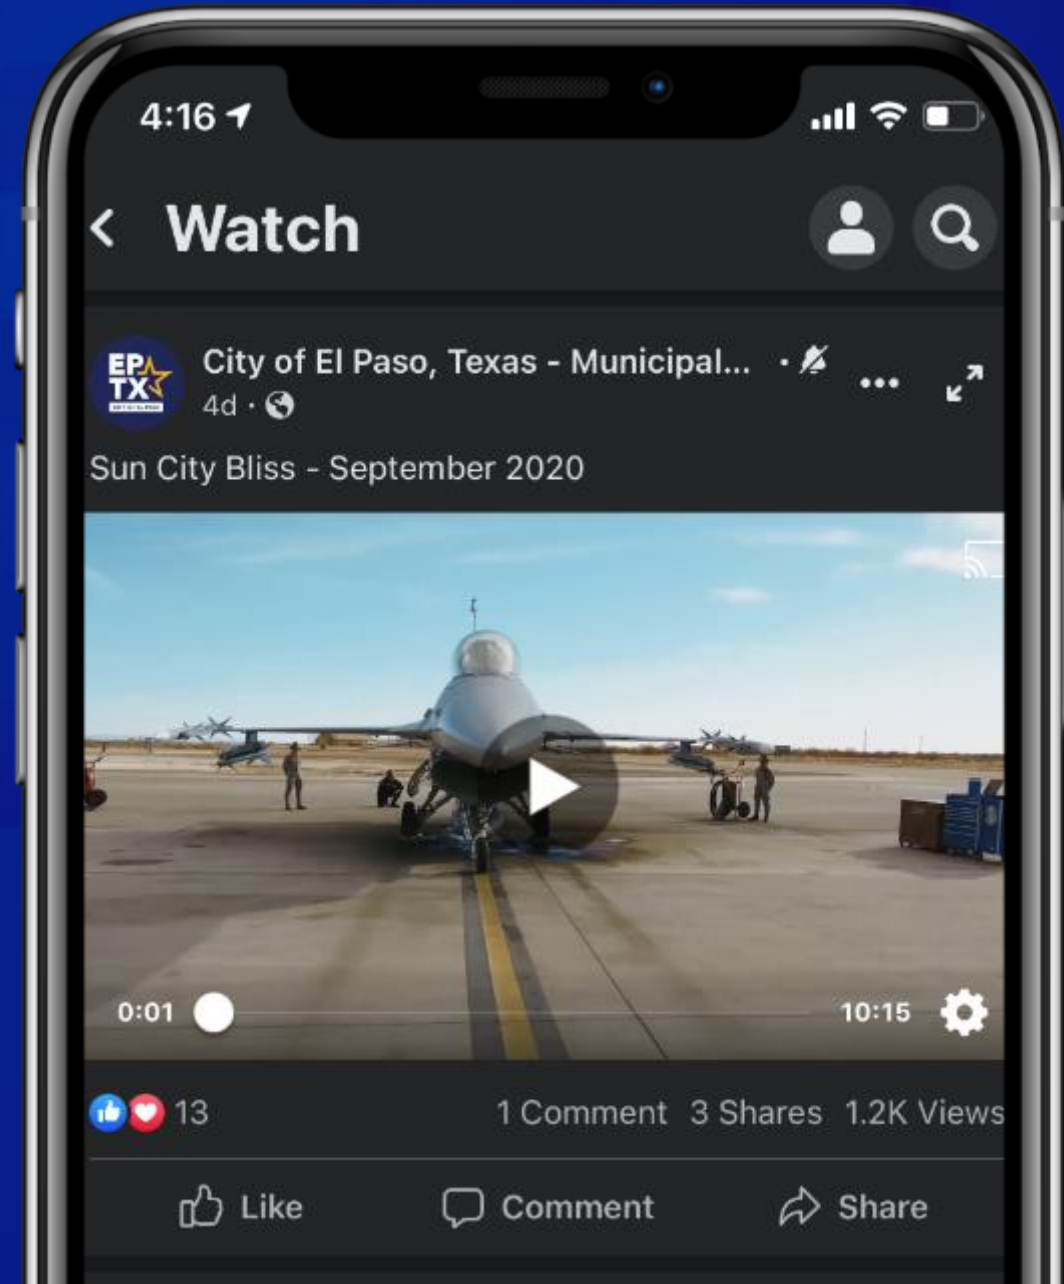 4:16
Watch
EP
TX
City of El Paso, Texas - Municipal...
4d
Sun City Bliss - September 2020
0:01
10:15
13
1 Comment 3 Shares 1.2K Views
Like Comment Share